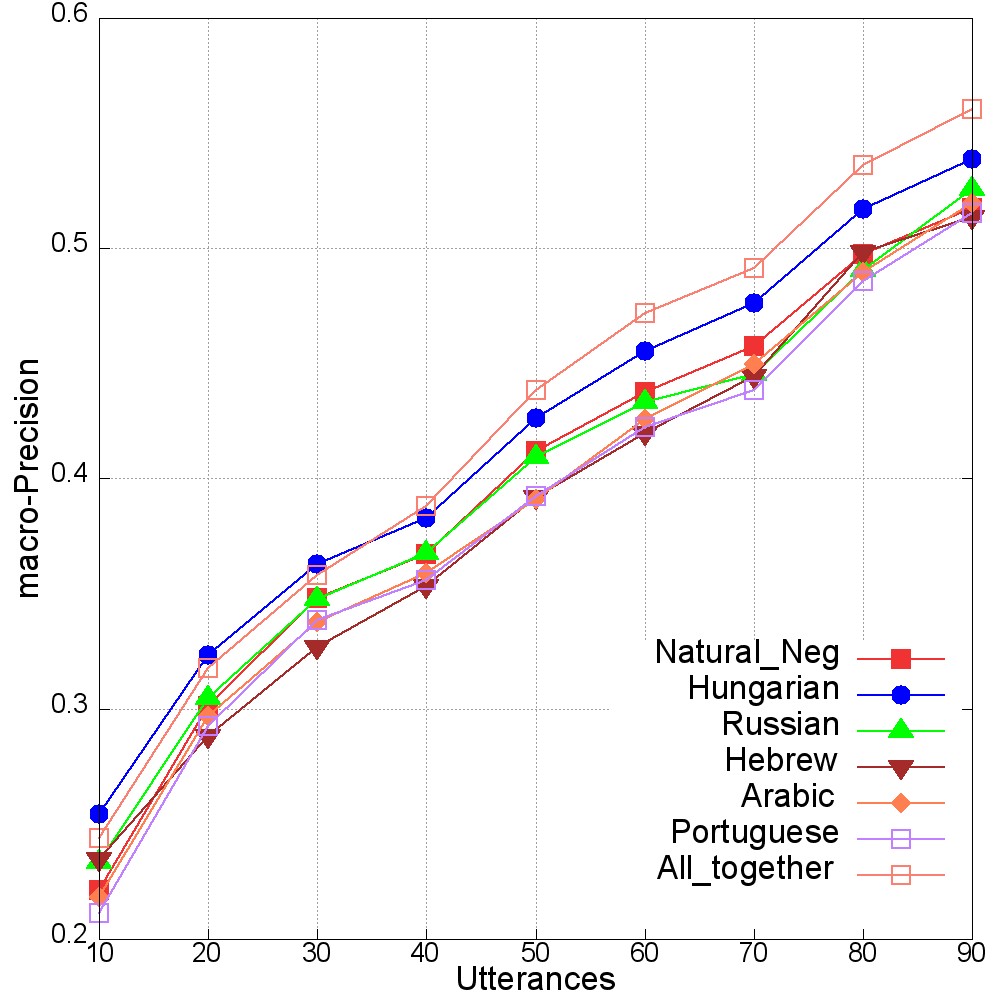 0.6
0.5
0.4
0.3
0.2
macro-Precision
Natural_Neg
Hungarian
Russian
Hebrew
Arabic
Portuguese
All_together
10 20 30 40 50 60 70 80 90
Utterances